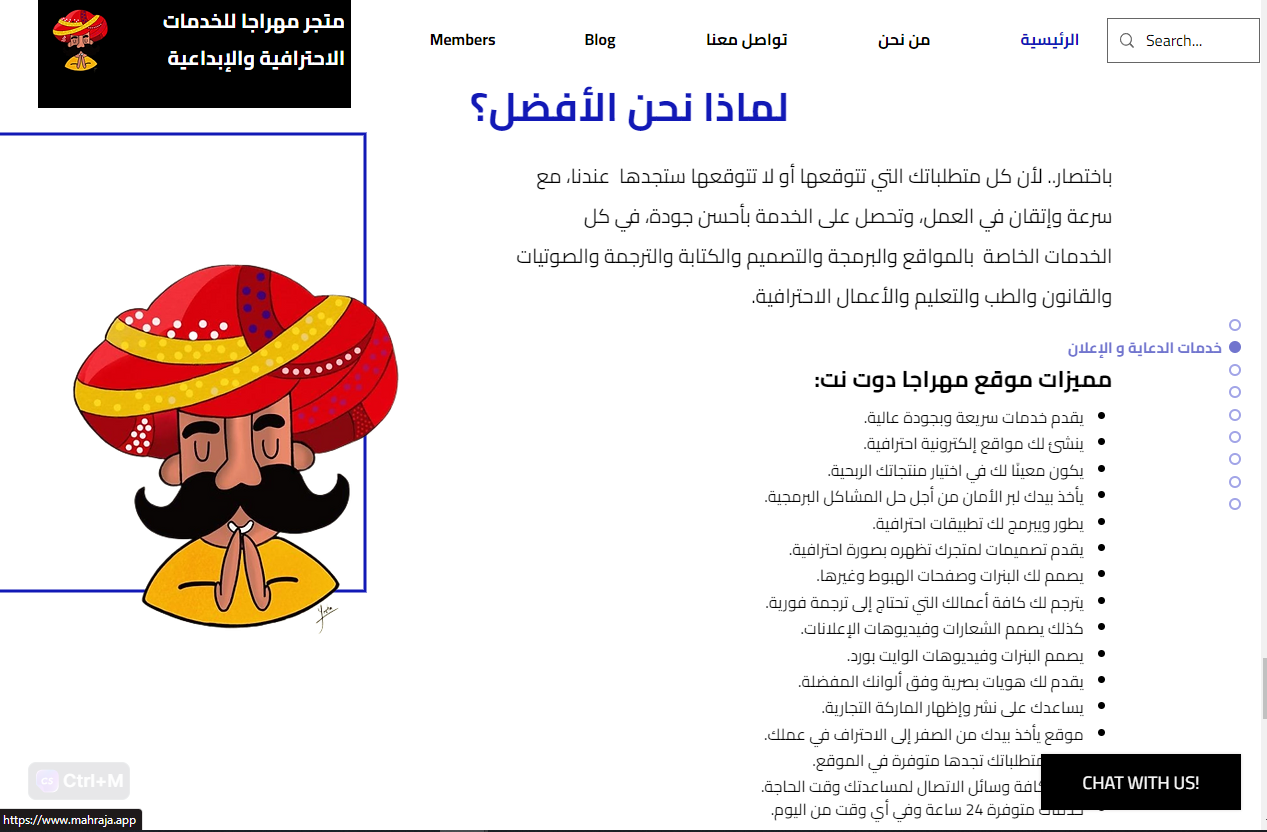 متجر مهراجا للخدمات
الاحترافية والإبداعية
Members
Blog
تواصل معنا
من نحن
الرئيسية
Search...
لماذا نحن الأفضل؟
باختصار.. لأن كل متطلباتك التي تتوقعها أو لا تتوقعها ستجدها عندنا، مع
سرعة وإتقان في العمل، وتحصل على الخدمة بأحسن جودة، في كل
الخدمات الخاصة بالمواقع والبرمجة والتصميم والكتابة والترجمة والصوتيات
والقانون والطب والتعليم والأعمال الاحترافية.
خدمات الدعاية و الإعلان
مميزات موقع مهراجا دوت نت:
يقدم خدمات سريعة وبجودة عالية.
ينشئ لك مواقع إلكترونية احترافية.
يكون معينًا لك في اختيار منتجاتك الربحية.
يأخذ بيدك لبر الأمان من أجل حل المشاكل البرمجية.
يطور ويبرمج لك تطبيقات احترافية.
يقدم تصميمات لمتجرك تظهره بصورة احترافية.
يصمم لك البنرات وصفحات الهبوط وغيرها.
يترجم لك كافة أعمالك التي تحتاج إلى ترجمة فورية.
كذلك يصمم الشعارات وفيديوهات الإعلانات.
يصمم البنرات وفيديوهات الوايت بورد.
يقدم لك هويات بصرية وفق ألوانك المفضلة.
يساعدك على نشر وإظهار الماركة التجارية.
موقع يأخذ بيدك من الصفر إلى الاحتراف في عملك.
متطلباتك تجدها متوفرة في الموقع.
كافة وسائل الاتصال لمساعدتك وقت الحاجة.
خدمات متوفرة 24 ساعة وفي أي وقت من اليوم.
CHAT WITH US!
Ctrl+M
https://www.mahraja.app